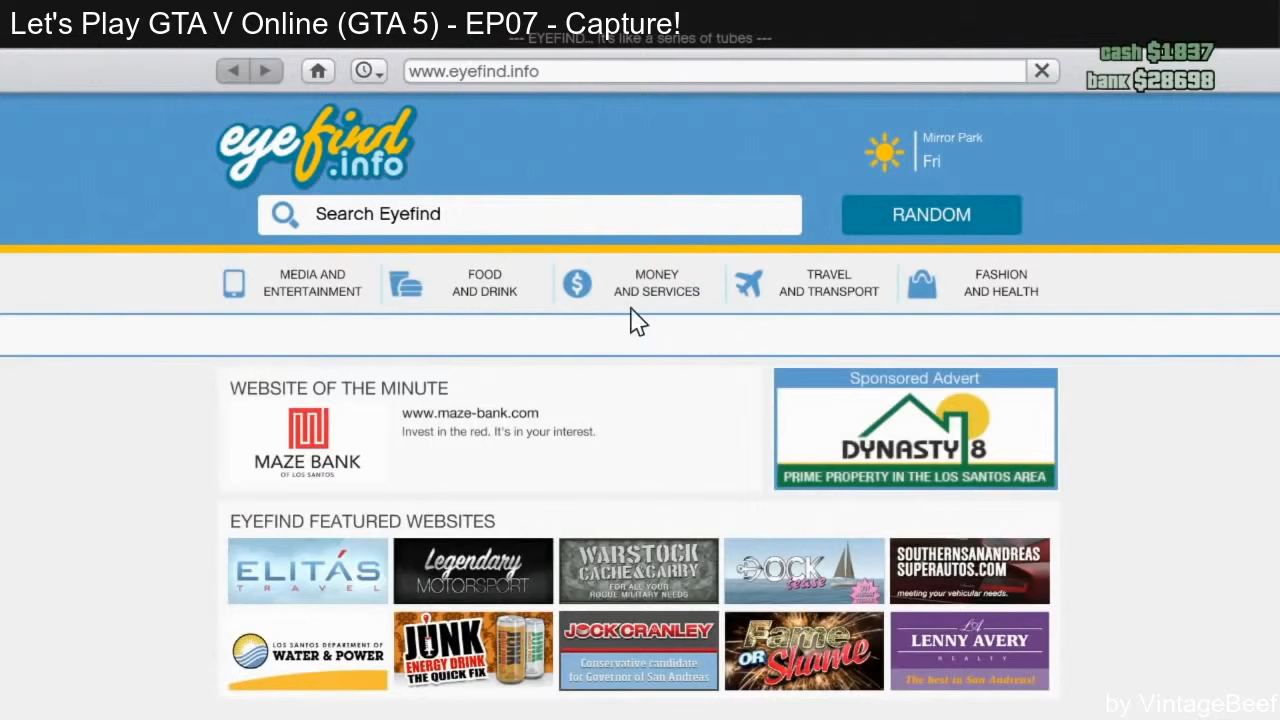 Let's Play GTA V Online (GTA 5) - EP07 - Capture!
--- EYEFIND... it's like a series of tubes ---
www.eyefind.info
cash $1837
bank $28698
eyefind
.info
Mirror Park
Fri
Search Eyefind
RANDOM
MEDIA AND
ENTERTAINMENT
FOOD
AND DRINK
MONEY
AND SERVICES
TRAVEL
AND TRANSPORT
FASHION
AND HEALTH
WEBSITE OF THE MINUTE
MAZE BANK
OF LOS SANTOS
www.maze-bank.com
Invest in the red. It's in your interest.
Sponsored Advert
DYNASTY 8
PRIME PROPERTY IN THE LOS SANTOS AREA
EYEFIND FEATURED WEBSITES
ELITÁS
TRAVEL
Legendary
MOTORSPORT
WARSTOCK
CACHE & CARRY
FOR ALL YOUR
ROGUE MILITARY NEEDS
DOCK
tease
SOUTHERNSANANDREAS
SUPERAUTOS.COM
meeting your vehicular needs.
LOS SANTOS DEPARTMENT OF
WATER & POWER
JUNK
ENERGY DRINK
THE QUICK FIX
JOCK CRANLEY
Conservative candidate
for Governor of San Andreas
Fame
OR Shame
LA
LENNY AVERY
REALTY
The best in San Andreas!
by VintageBeef